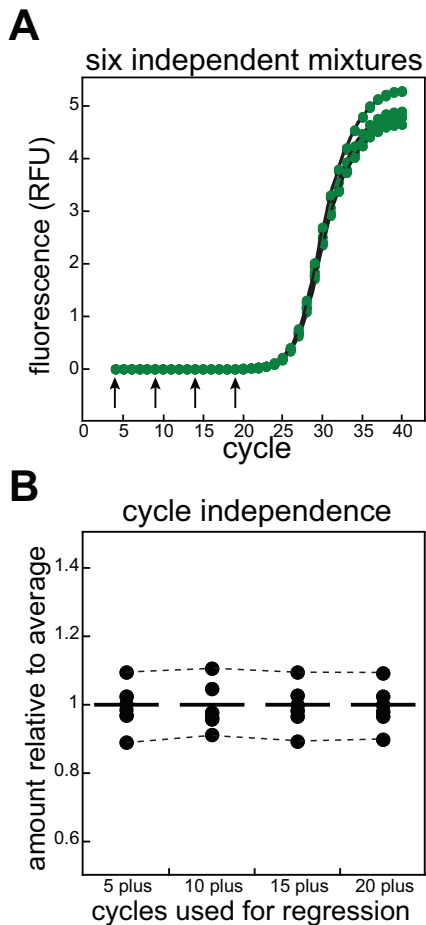 A
six independent mixtures
fluorescence (RFU)
5
4
3
2
1
0
0 5 10 15 20 25 30 35 40
cycle
B
cycle independence
amount relative to average
1.4
1.2
1
0.8
0.6
5 plus 10 plus 15 plus 20 plus
cycles used for regression